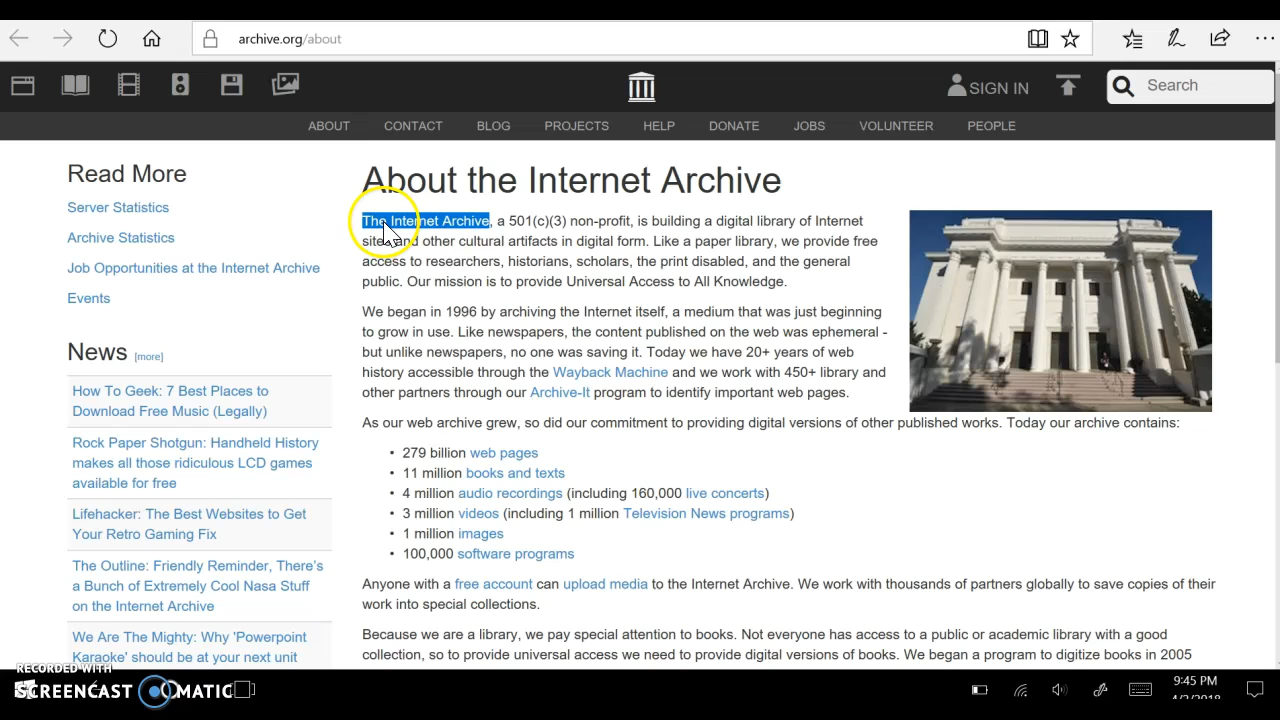 archive.org/about
SIGN IN
Search
ABOUT CONTACT BLOG PROJECTS HELP DONATE JOBS VOLUNTEER PEOPLE
Read More
Server Statistics
Archive Statistics
Job Opportunities at the Internet Archive
Events
News [more]
How To Geek: 7 Best Places to
Download Free Music (Legally)
Rock Paper Shotgun: Handheld History
makes all those ridiculous LCD games
available for free
Lifehacker: The Best Websites to Get
Your Retro Gaming Fix
The Outline: Friendly Reminder, There's
a Bunch of Extremely Cool Nasa Stuff
on the Internet Archive
We Are The Mighty: Why 'Powerpoint
Karaoke' should be at your next unit
About the Internet Archive
The Internet Archive, a 501(c)(3) non-profit, is building a digital library of Internet
sites and other cultural artifacts in digital form. Like a paper library, we provide free
access to researchers, historians, scholars, the print disabled, and the general
public. Our mission is to provide Universal Access to All Knowledge.
We began in 1996 by archiving the Internet itself, a medium that was just beginning
to grow in use. Like newspapers, the content published on the web was ephemeral -
but unlike newspapers, no one was saving it. Today we have 20+ years of web
history accessible through the Wayback Machine and we work with 450+ library and
other partners through our Archive-It program to identify important web pages.
As our web archive grew, so did our commitment to providing digital versions of other published works. Today our archive contains:
• 279 billion web pages
• 11 million books and texts
• 4 million audio recordings (including 160,000 live concerts)
• 3 million videos (including 1 million Television News programs)
• 1 million images
• 100,000 software programs
Anyone with a free account can upload media to the Internet Archive. We work with thousands of partners globally to save copies of their
work into special collections.
Because we are a library, we pay special attention to books. Not everyone has access to a public or academic library with a good
collection, so to provide universal access we need to provide digital versions of books. We began a program to digitize books in 2005
RECORDED WITH
SCREENCAST MATIC
9:45 PM